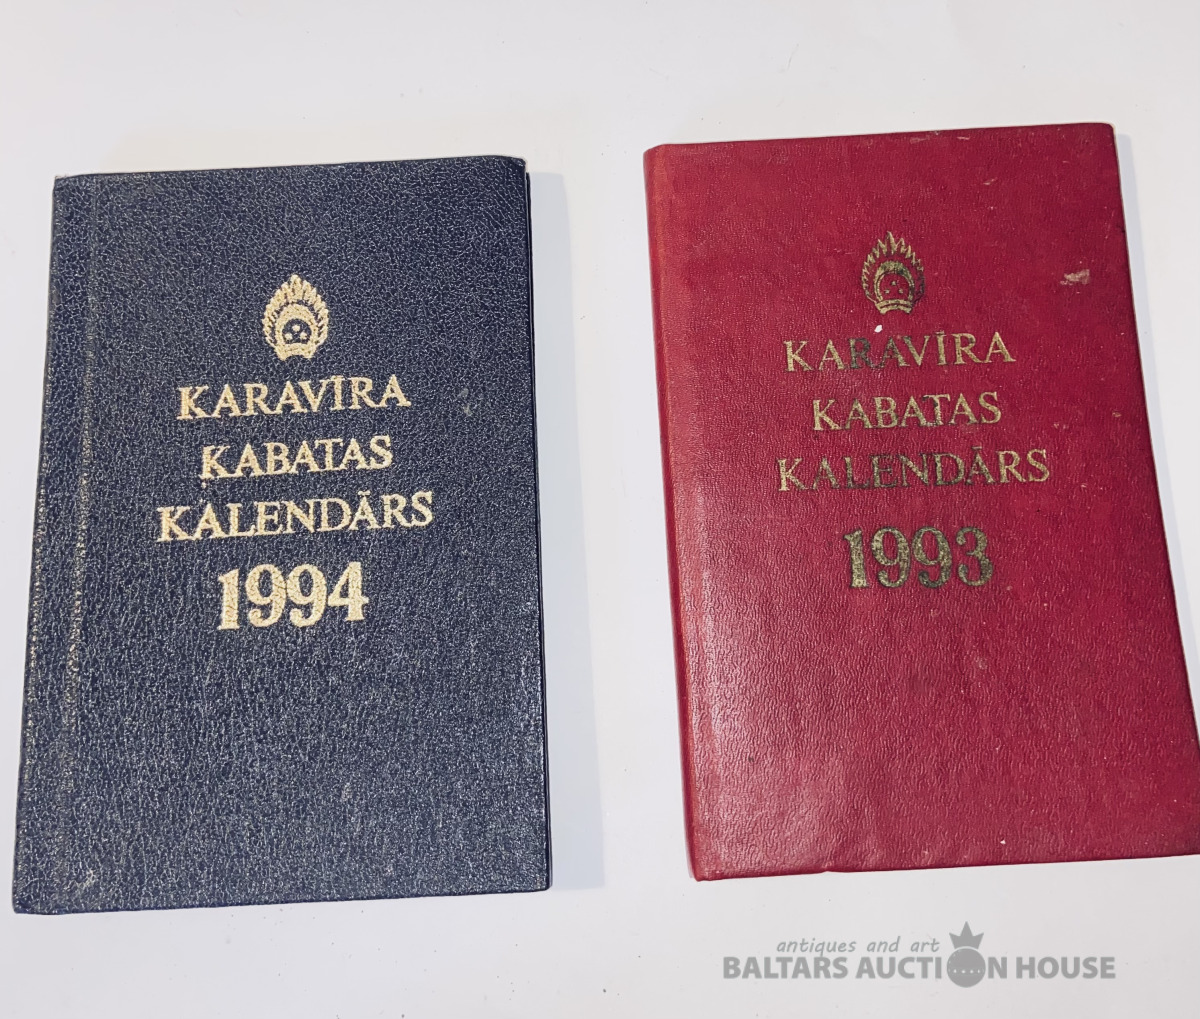 KARAVĪRA
KABATAS
KALENDĀRS
1994
KARAVĪRA
KABATAS
KALENDĀRS
1993
antiques and art
BALTARS AUCTION HOUSE